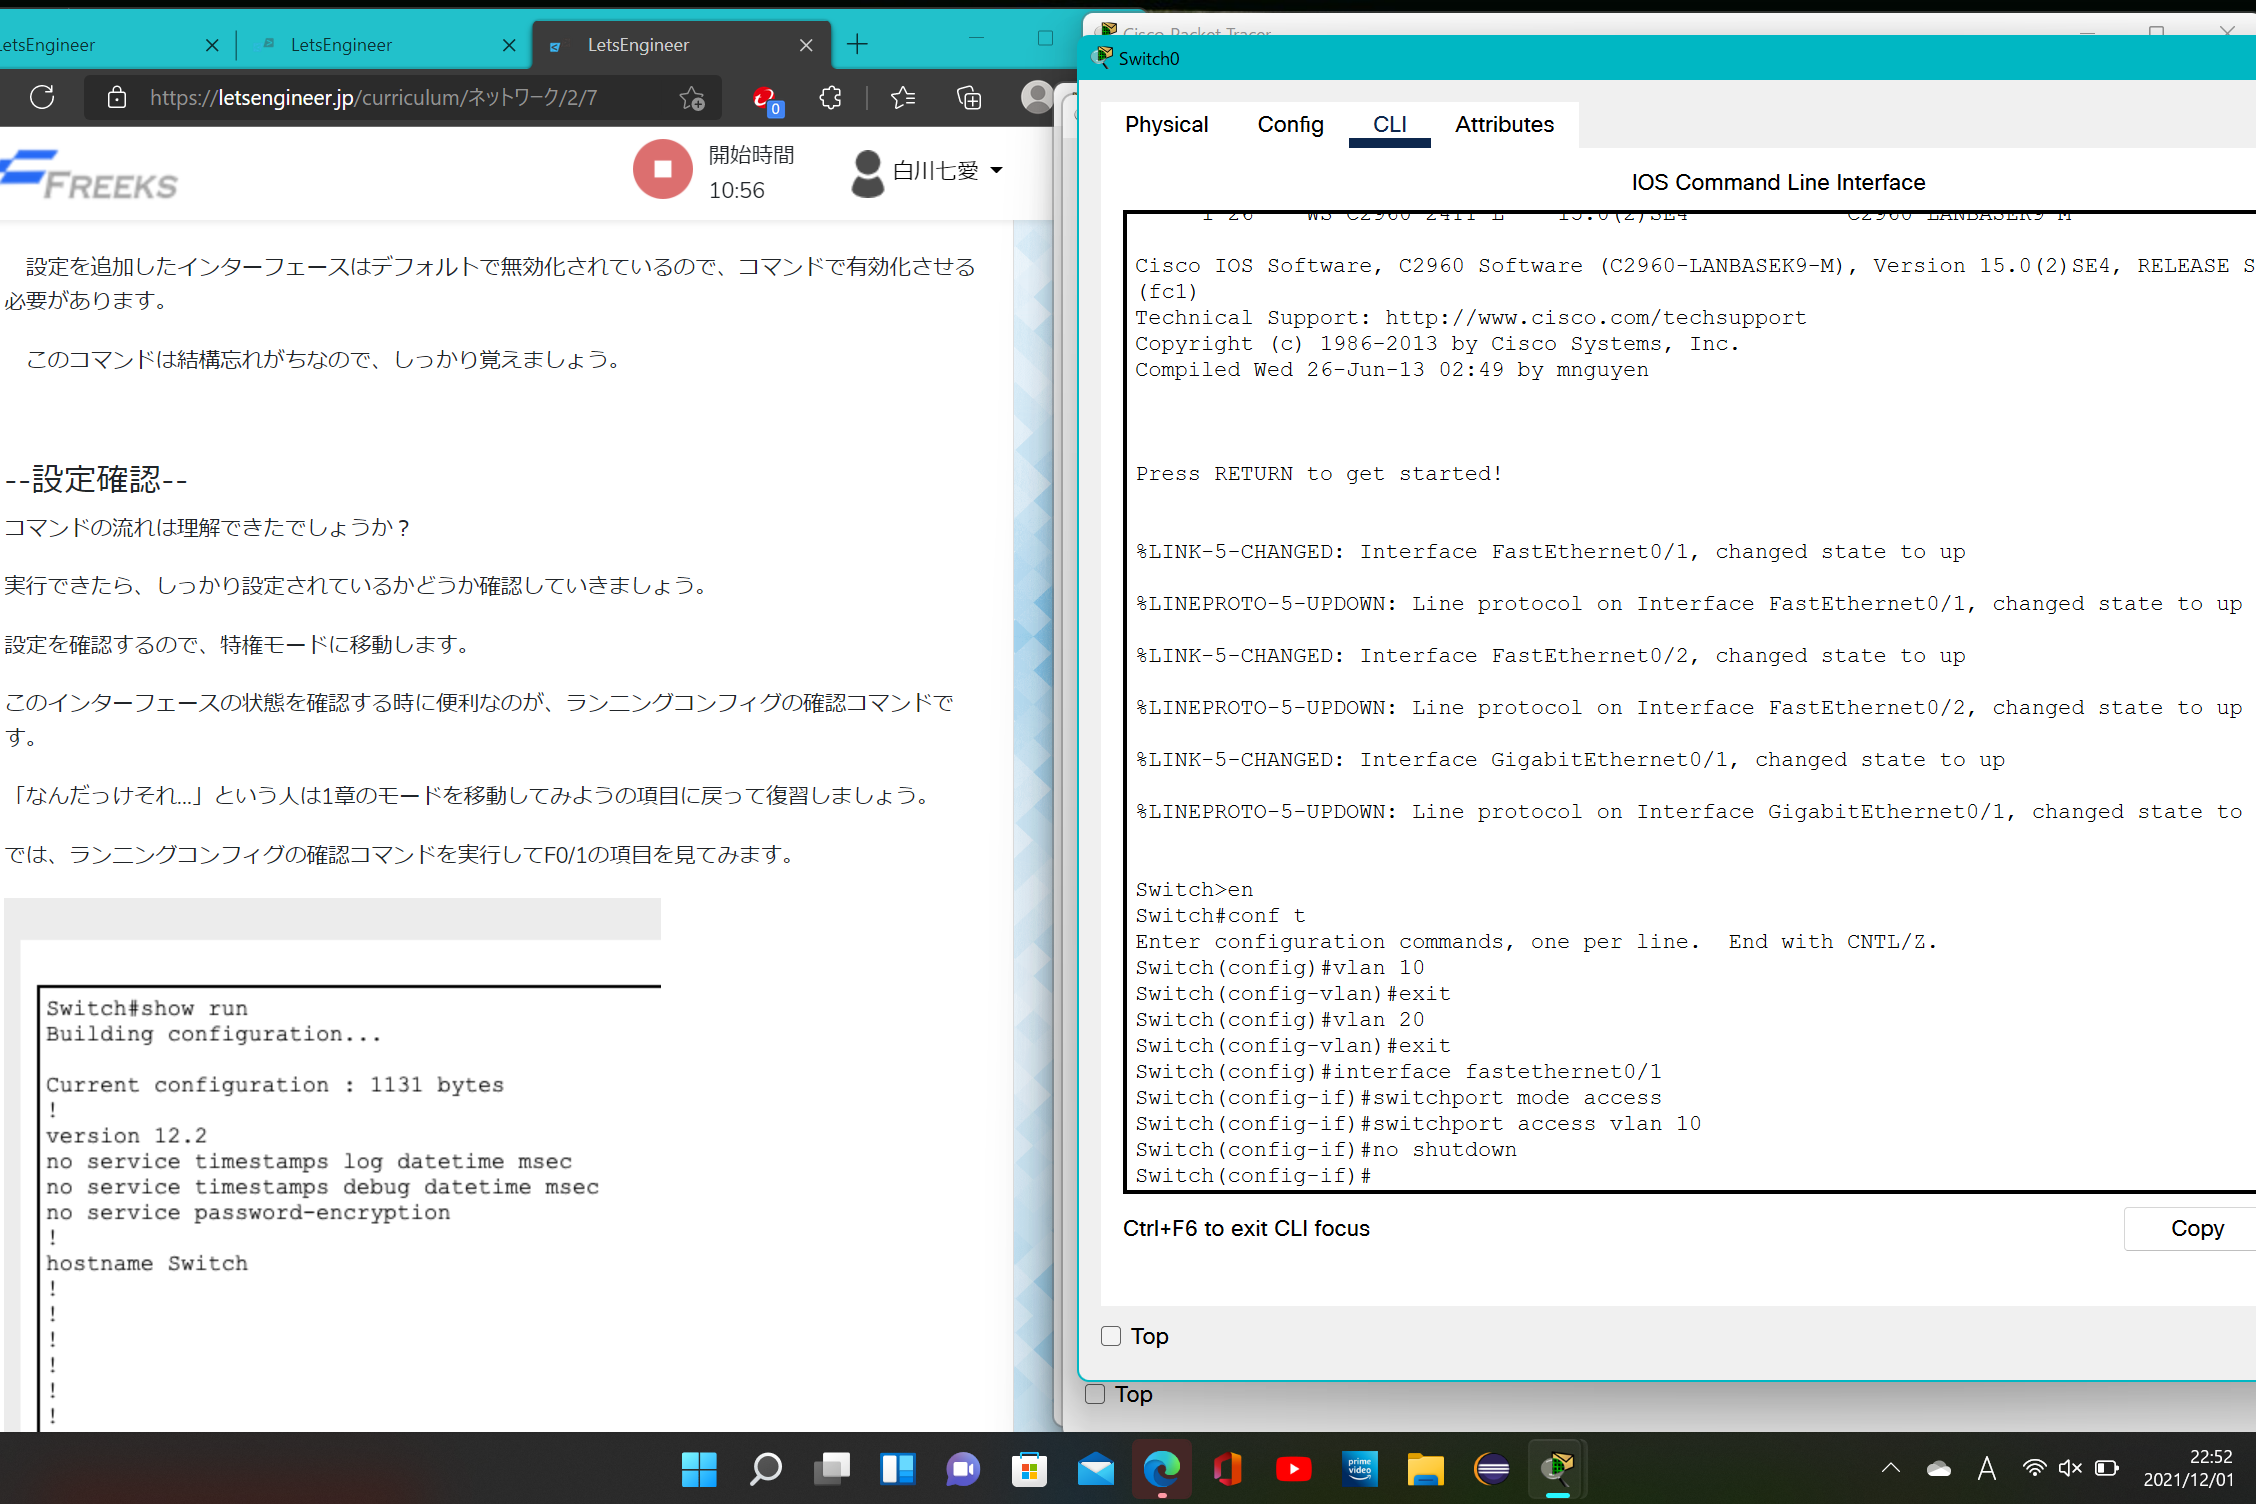 LetsEngineer
LetsEngineer
LetsEngineer
https://letsengineer.jp/curriculum/ネットワーク/2/7
0
FREEKS
開始時間
10:56
白川七愛
設定を追加したインターフェースはデフォルトで無効化されているので、コマンドで有効化させる
必要があります。
このコマンドは結構忘れがちなので、しっかり覚えましょう。
--設定確認--
コマンドの流れは理解できたでしょうか？
実行できたら、しっかり設定されているかどうか確認していきましょう。
設定を確認するので、特権モードに移動します。
このインターフェースの状態を確認する時に便利なのが、ランニングコンフィグの確認コマンドで
す。
「なんだっけそれ...」という人は1章のモードを移動してみようの項目に戻って復習しましょう。
では、ランニングコンフィグの確認コマンドを実行してF0/1の項目を見てみます。
Switch#show run
Building configuration...
Current configuration : 1131 bytes
!
version 12.2
no service timestamps log datetime msec
no service timestamps debug datetime msec
no service password-encryption
!
hostname Switch
!
!
!
!
!
!
Cisco Packet Tracer
Switch0
Physical Config CLI Attributes
IOS Command Line Interface
1 26 WS-C2960-24TT-L 15.0(2)SE4 C2960-LANBASEK9-M
Cisco IOS Software, C2960 Software (C2960-LANBASEK9-M), Version 15.0(2)SE4, RELEASE S
(fc1)
Technical Support: http://www.cisco.com/techsupport
Copyright (c) 1986-2013 by Cisco Systems, Inc.
Compiled Wed 26-Jun-13 02:49 by mnguyen
Press RETURN to get started!
%LINK-5-CHANGED: Interface FastEthernet0/1, changed state to up
%LINEPROTO-5-UPDOWN: Line protocol on Interface FastEthernet0/1, changed state to up
%LINK-5-CHANGED: Interface FastEthernet0/2, changed state to up
%LINEPROTO-5-UPDOWN: Line protocol on Interface FastEthernet0/2, changed state to up
%LINK-5-CHANGED: Interface GigabitEthernet0/1, changed state to up
%LINEPROTO-5-UPDOWN: Line protocol on Interface GigabitEthernet0/1, changed state to
Switch>en
Switch#conf t
Enter configuration commands, one per line.  End with CNTL/Z.
Switch(config)#vlan 10
Switch(config-vlan)#exit
Switch(config)#vlan 20
Switch(config-vlan)#exit
Switch(config)#interface fastethernet0/1
Switch(config-if)#switchport mode access
Switch(config-if)#switchport access vlan 10
Switch(config-if)#no shutdown
Switch(config-if)#
Ctrl+F6 to exit CLI focus
Copy
Top
Top
prime video
A
22:52
2021/12/01